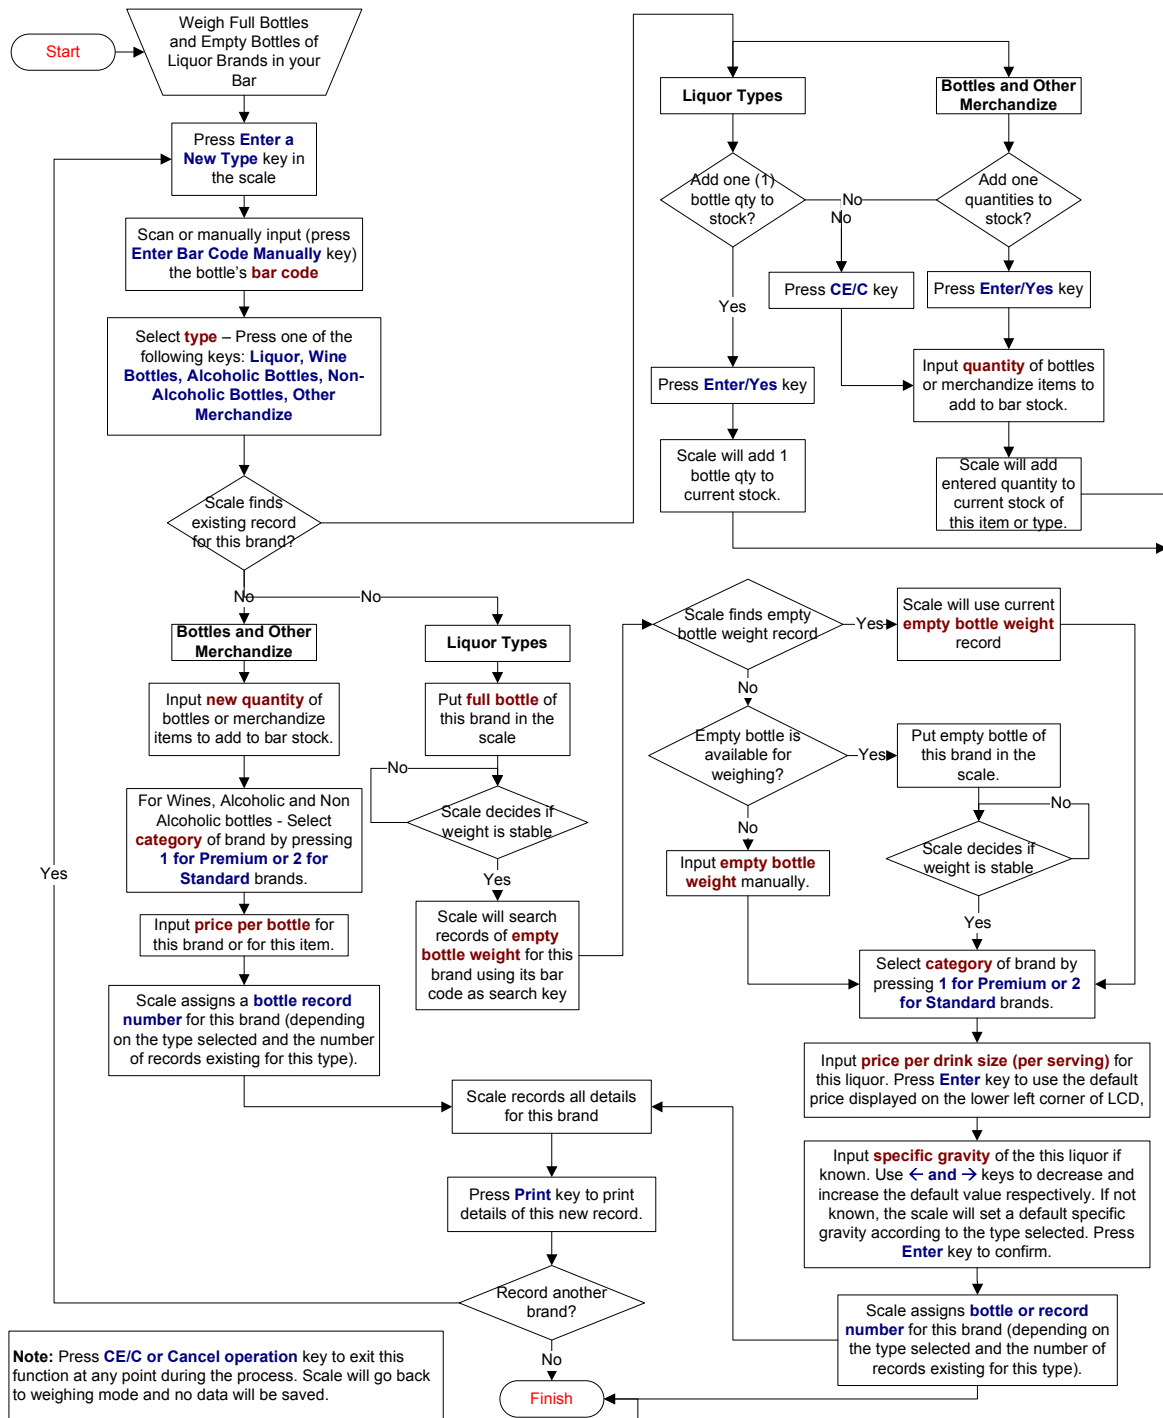 Start
Weigh Full Bottles
and Empty Bottles of
Liquor Brands in your
Bar
Press Enter a
New Type key in
the scale
Scan or manually input (press
Enter Bar Code Manually key)
the bottle's bar code
Select type – Press one of the
following keys: Liquor, Wine
Bottles, Alcoholic Bottles, Non-
Alcoholic Bottles, Other
Merchandize
Scale finds
existing record
for this brand?
No
No
Liquor Types
Bottles and Other
Merchandize
Add one (1)
bottle qty to
stock?
No
No
Add one
quantities to
stock?
Yes
Press CE/C key
Press Enter/Yes key
Press Enter/Yes key
Input quantity of bottles
or merchandize items to
add to bar stock.
Scale will add 1
bottle qty to
current stock.
Scale will add
entered quantity to
current stock of
this item or type.
Bottles and Other
Merchandize
Liquor Types
Input new quantity of
bottles or merchandize
items to add to bar stock.
Put full bottle of
this brand in the
scale
No
For Wines, Alcoholic and Non
Alcoholic bottles - Select
category of brand by pressing
1 for Premium or 2 for
Standard brands.
Scale decides if
weight is stable
Yes
Yes
Input price per bottle for
this brand or for this item.
Scale will search
records of empty
bottle weight for this
brand using its bar
code as search key
Scale assigns a bottle record
number for this brand (depending
on the type selected and the number
of records existing for this type).
Scale finds empty
bottle weight record
Yes
Scale will use current
empty bottle weight
record
No
Empty bottle is
available for
weighing?
Yes
Put empty bottle of
this brand in the
scale.
No
No
Scale decides if
weight is stable
Input empty bottle
weight manually.
Yes
Select category of brand by
pressing 1 for Premium or 2
for Standard brands.
Input price per drink size (per serving) for
this liquor. Press Enter key to use the default
price displayed on the lower left corner of LCD,
Input specific gravity of the this liquor if
known. Use ← and → keys to decrease and
increase the default value respectively. If not
known, the scale will set a default specific
gravity according to the type selected. Press
Enter key to confirm.
Scale assigns bottle or record
number for this brand (depending on
the type selected and the number of
records existing for this type).
Scale records all details
for this brand
Press Print key to print
details of this new record.
Record another
brand?
No
Finish
Note: Press CE/C or Cancel operation key to exit this
function at any point during the process. Scale will go back
to weighing mode and no data will be saved.